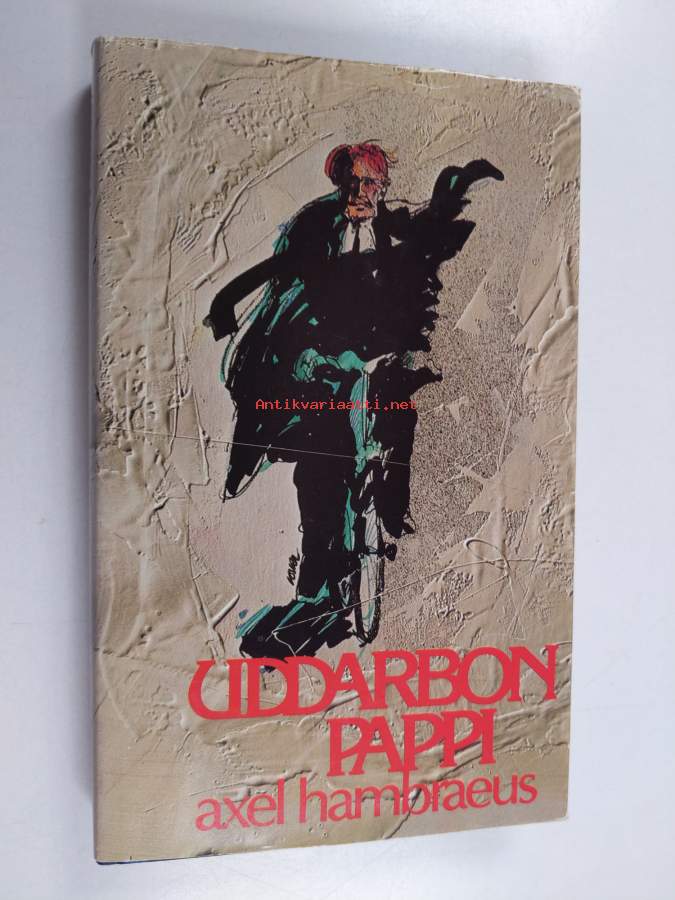 Antikvariaatti.net
UDDARBON
PAPPI
axel hambraeus